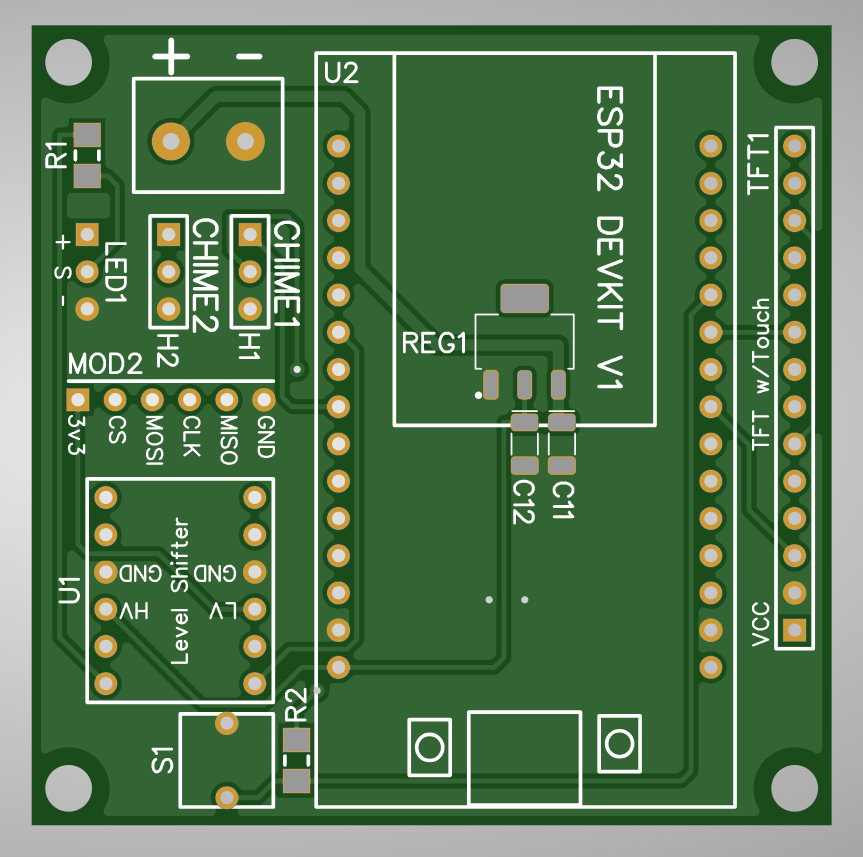 + -
U2
R1
ESP32 DEVKIT V1
TFT1
+ S -
LED1
CHIME2
CHIME1
H2
H1
REG1
MOD2
3v3
CS
MOSI
CLK
MISO
GND
TFT w/Touch
C12
C11
U1
GND
GND
HV
LV
Level Shifter
VCC
R2
S1